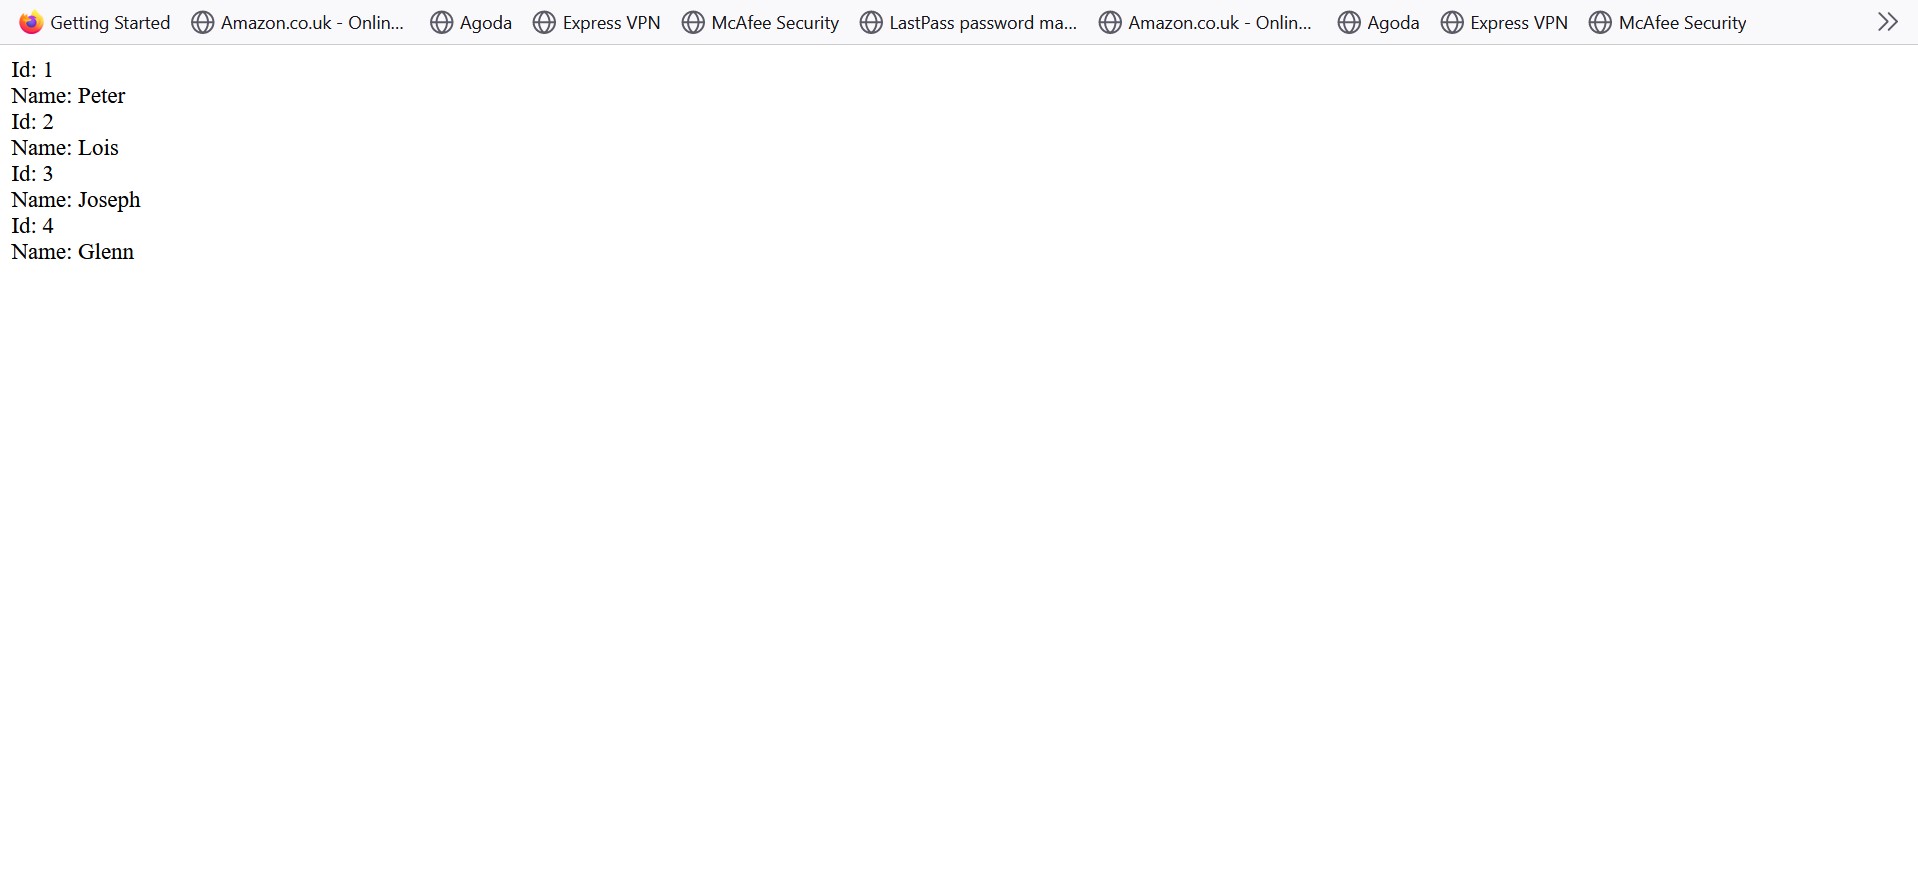 Getting Started Amazon.co.uk - Onlin... Agoda Express VPN McAfee Security LastPass password ma... Amazon.co.uk - Onlin... Agoda Express VPN McAfee Security
Id: 1
Name: Peter
Id: 2
Name: Lois
Id: 3
Name: Joseph
Id: 4
Name: Glenn